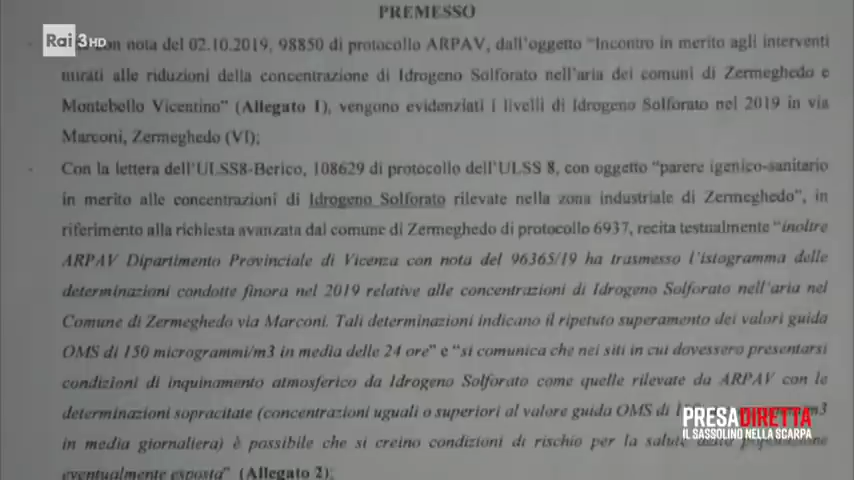 PREMESSO
Rai 3HD
con nota del 02.10.2019, 98850 di protocollo ARPAV, dall'oggetto "Incontro in merito agli interventi
mirati alle riduzioni della concentrazione di Idrogeno Solforato nell'aria dei comuni di Zermeghedo e
Montebello Vicentino" (Allegato 1), vengono evidenziati i livelli di Idrogeno Solforato nel 2019 in via
Marconi, Zermeghedo (VI);
- Con la lettera dell'ULSS8-Berico, 108629 di protocollo dell'ULSS 8, con oggetto "parere igenico-sanitario
in merito alle concentrazioni di Idrogeno Solforato rilevate nella zona industriale di Zermeghedo", in
riferimento alla richiesta avanzata dal comune di Zermeghedo di protocollo 6937, recita testualmente "inoltre
ARPAV Dipartimento Provinciale di Vicenza con nota del 96365/19 ha trasmesso l'istogramma delle
determinazioni condotte finora nel 2019 relative alle concentrazioni di Idrogeno Solforato nell'aria nel
Comune di Zermeghedo via Marconi. Tali determinazioni indicano il ripetuto superamento dei valori guida
OMS di 150 microgrammi/m3 in media delle 24 ore" e "si comunica che nei siti in cui dovessero presentarsi
condizioni di inquinamento atmosferico da Idrogeno Solforato come quelle rilevate da ARPAV con le
determinazioni sopracitate (concentrazioni uguali o superiori al valore guida OMS di m3
in media giornaliera) è possibile che si creino condizioni di rischio per la salute
eventualmente esposta" (Allegato 2);
PRESADIRETTA
IL SASSOLINO NELLA SCARPA